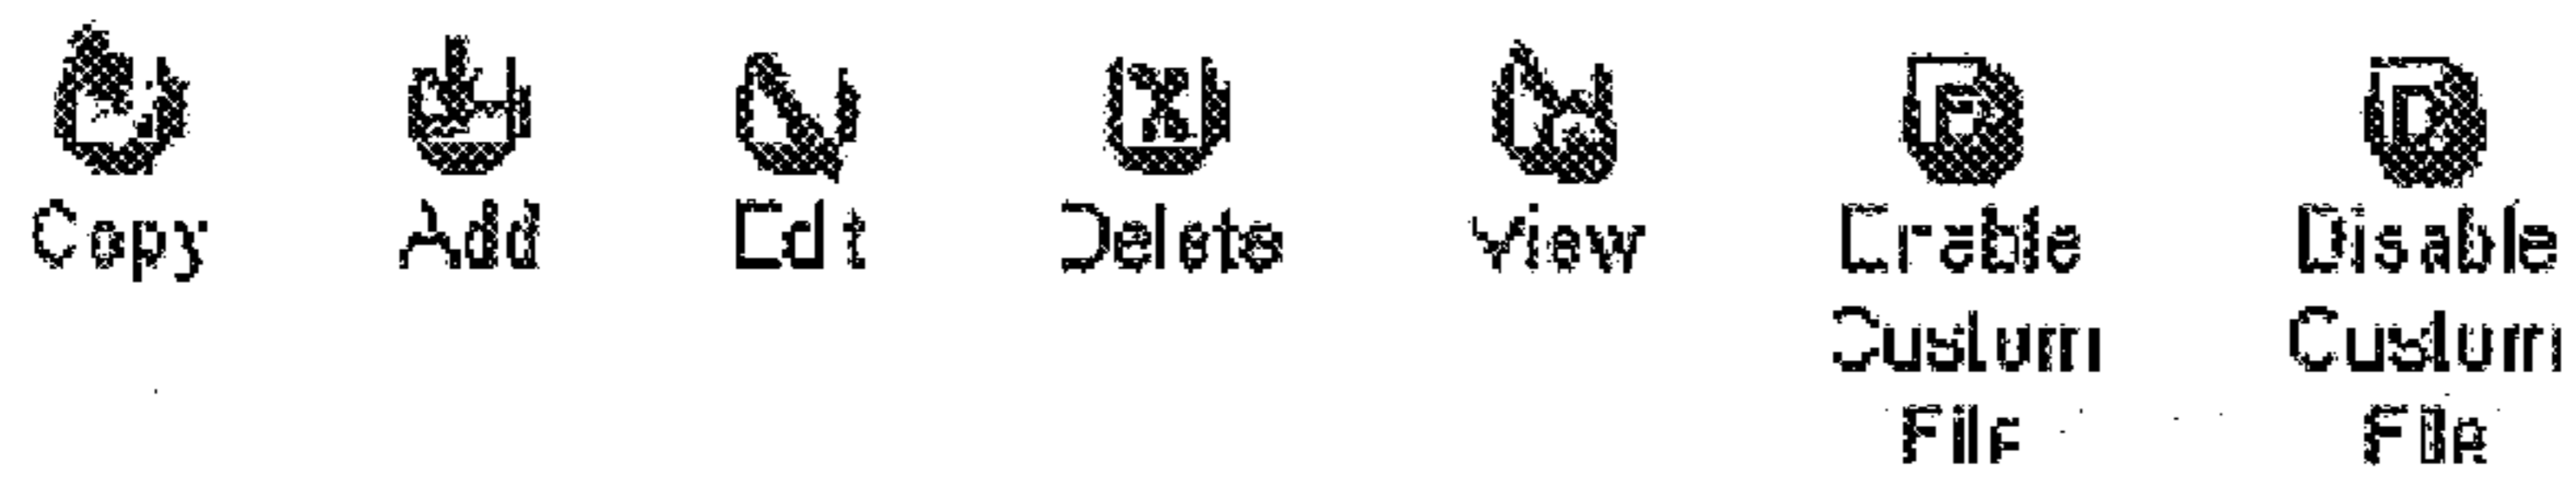 Copy Add Edit Delete View Enable Disable
Custom Custom
File File